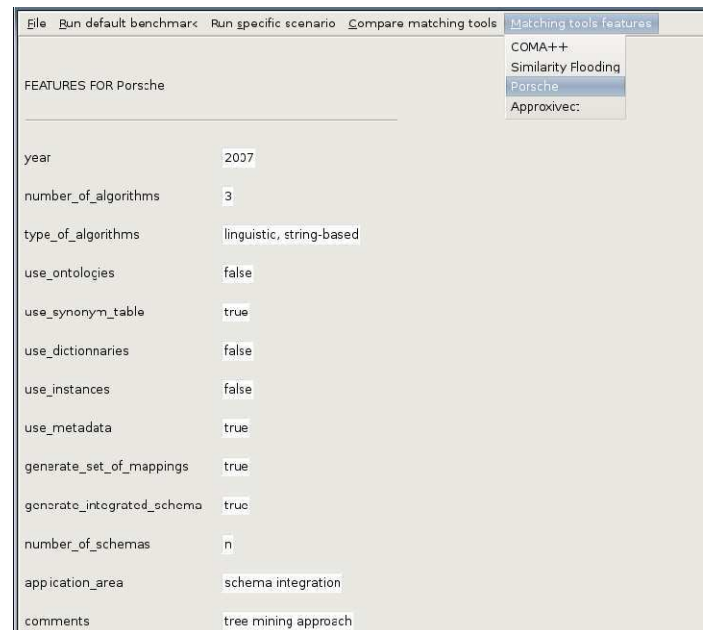 File Run default benchmark Run specific scenario Compare matching tools Matching tools features
COMA++
Similarity Flooding
Porsche
Approxivect
FEATURES FOR Porsche
year 2007
number_of_algorithms 3
type_of_algorithms linguistic, string-based
use_ontologies false
use_synonym_table true
use_dictionnaries false
use_instances false
use_metadata true
generate_set_of_mappings true
generate_integrated_schema true
number_of_schemas n
application_area schema integration
comments tree mining approach